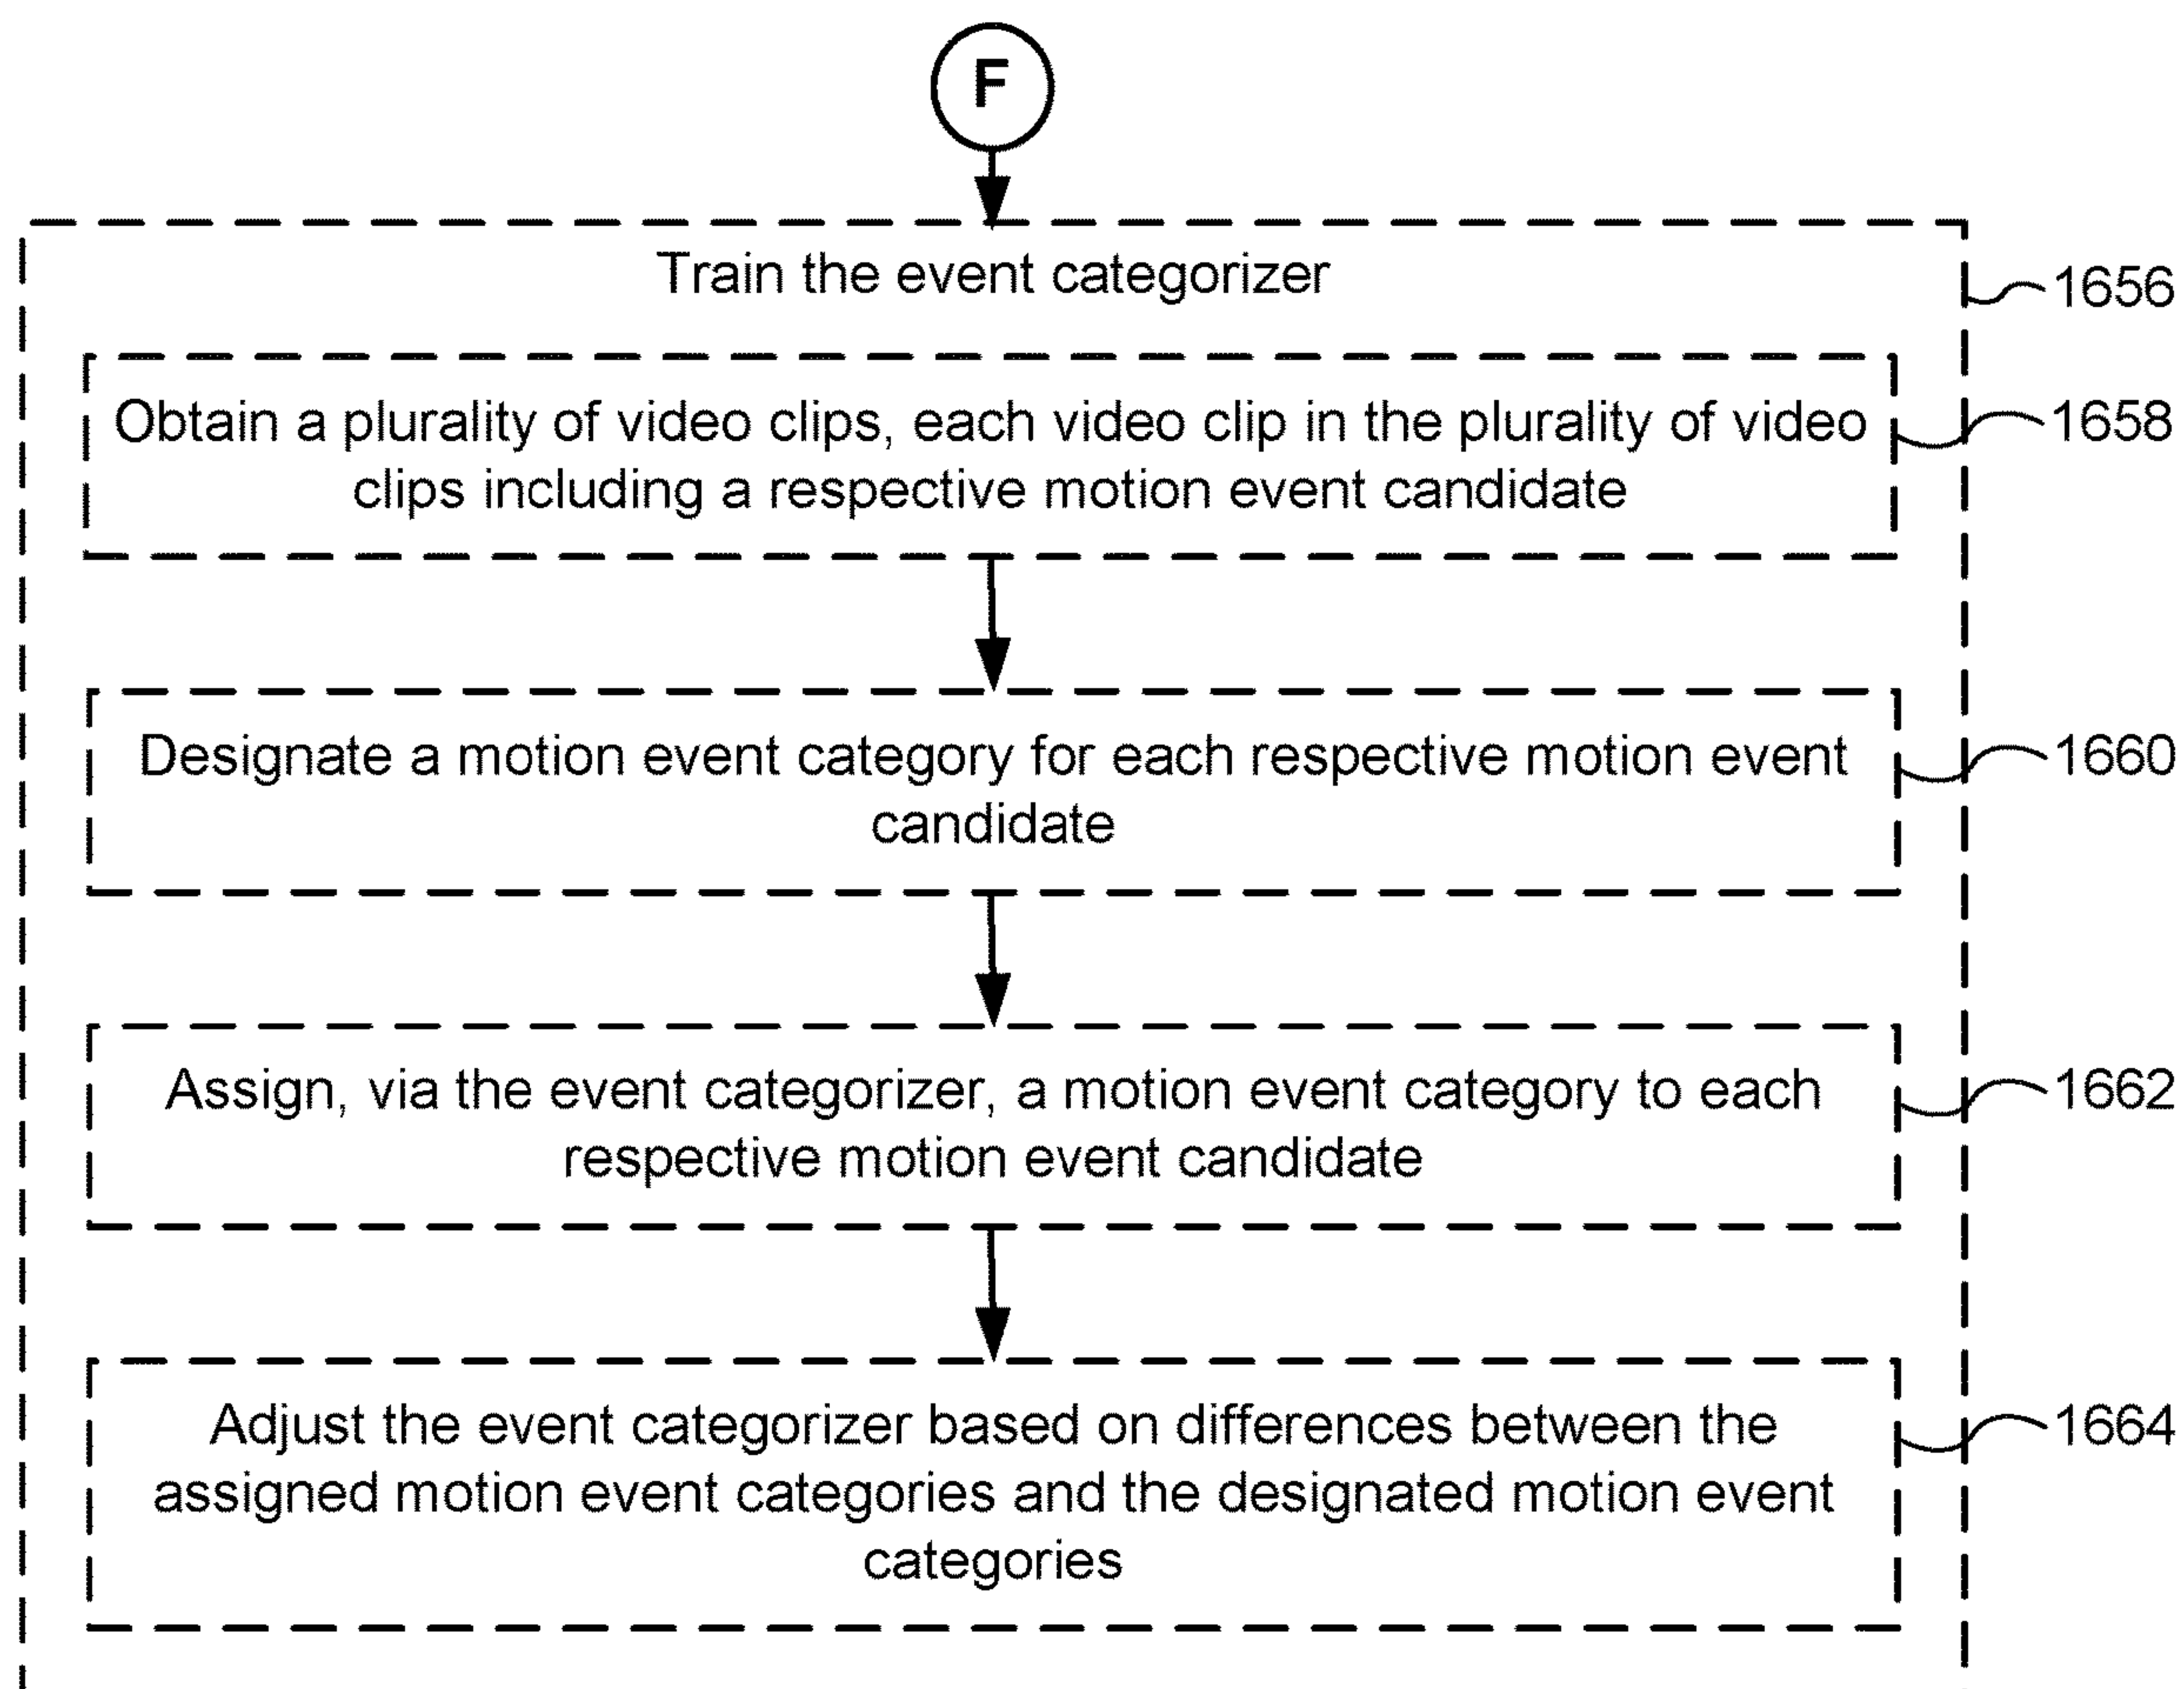 F
Train the event categorizer
1656
Obtain a plurality of video clips, each video clip in the plurality of video
clips including a respective motion event candidate
1658
Designate a motion event category for each respective motion event
candidate
1660
Assign, via the event categorizer, a motion event category to each
respective motion event candidate
1662
Adjust the event categorizer based on differences between the
assigned motion event categories and the designated motion event
categories
1664